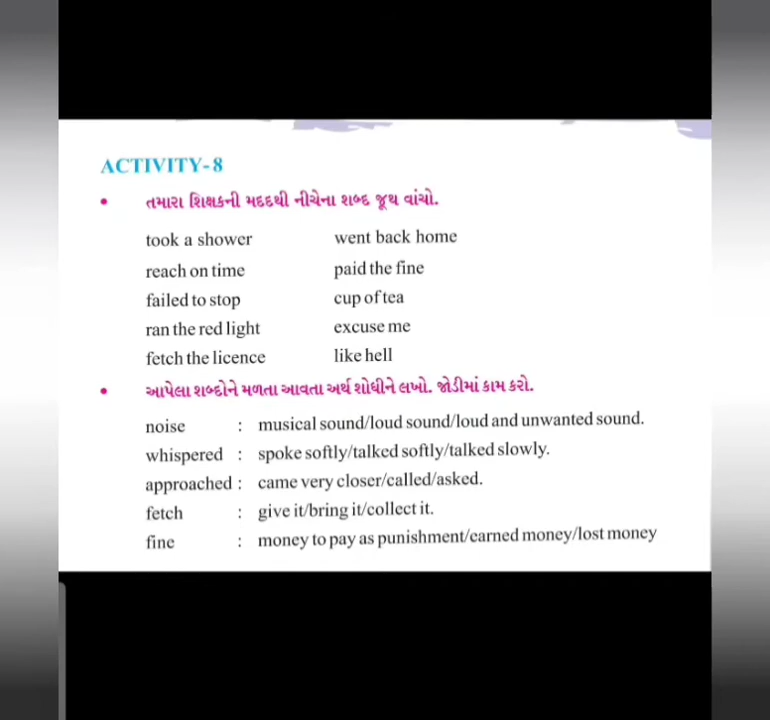 ACTIVITY-8
• તમારા શિક્ષકની મદદથી નીચેના શબ્દ જૂથ વાંચો.
took a shower went back home
reach on time paid the fine
failed to stop cup of tea
ran the red light excuse me
fetch the licence like hell
• આપેલા શબ્દોને મળતા આવતા અર્થ શોધીને લખો. જોડીમાં કામ કરો.
noise : musical sound/loud sound/loud and unwanted sound.
whispered : spoke softly/talked softly/talked slowly.
approached : came very closer/called/asked.
fetch : give it/bring it/collect it.
fine : money to pay as punishment/earned money/lost money